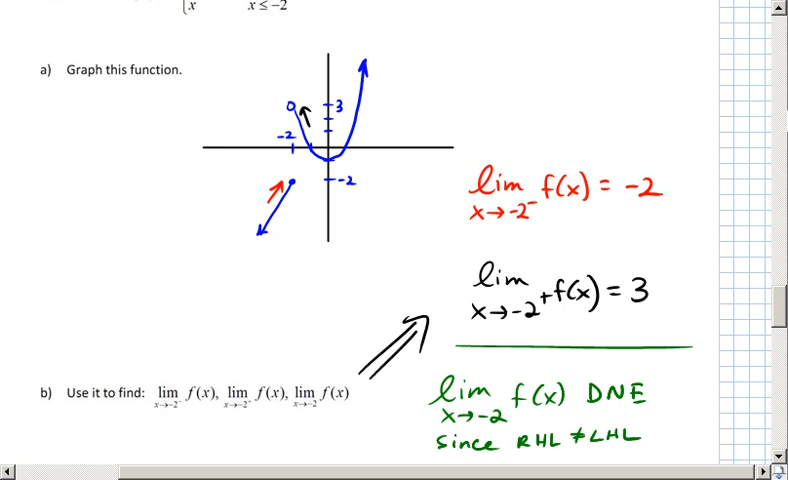 x x ≤ −2
a) Graph this function.
3
-2
-2
lim f(x) = -2
x→-2⁻
lim f(x) = 3
x→-2⁺
b) Use it to find: lim f(x), lim f(x), lim f(x)
x→−2⁻ x→−2⁺ x→−2
lim f(x) DNE
x→-2
since RHL ≠ LHL